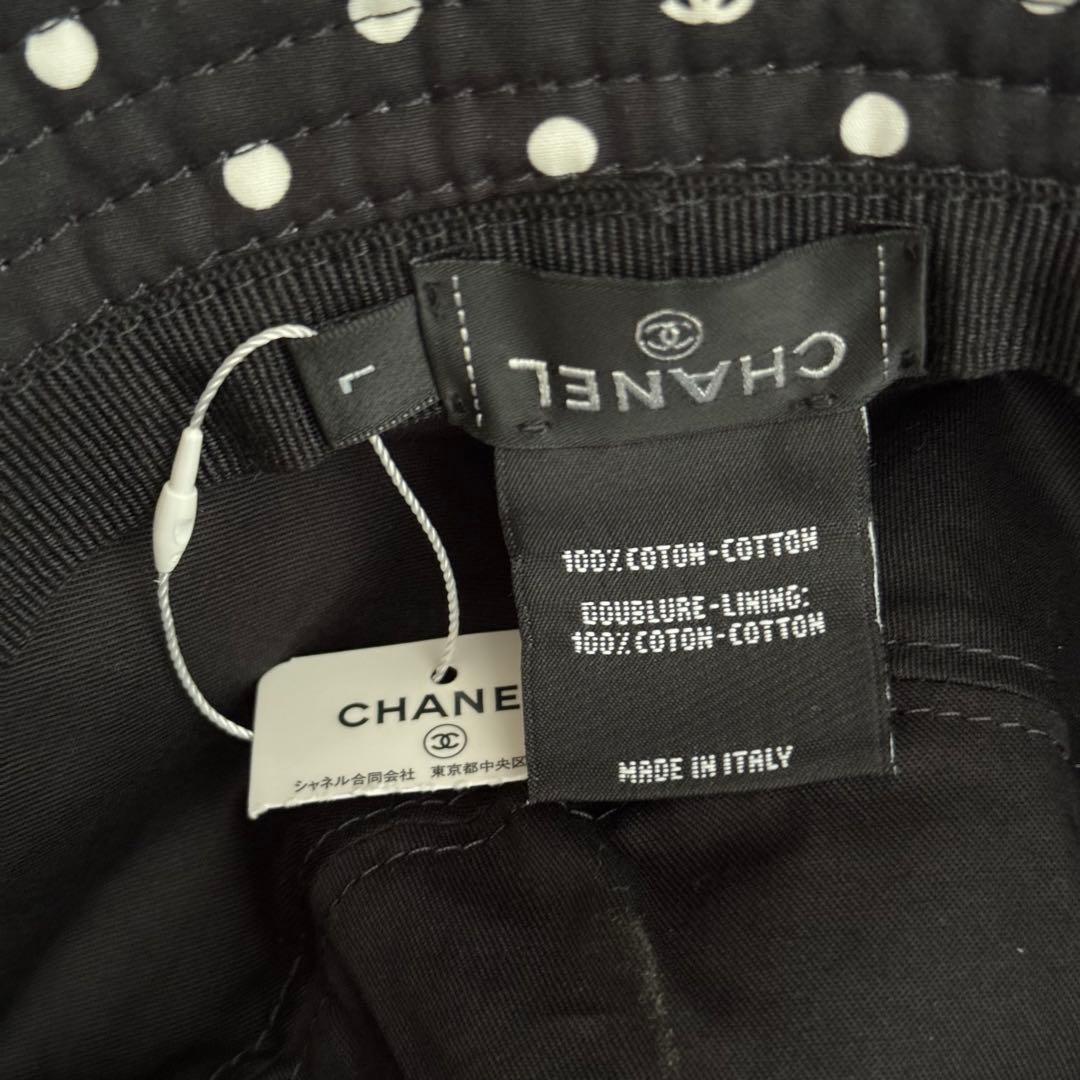 CHANEL
L
100% COTON-COTTON
DOUBLURE-LINING:
100% COTON-COTTON
MADE IN ITALY
CHANE
シャネル合同会社 東京都中央区